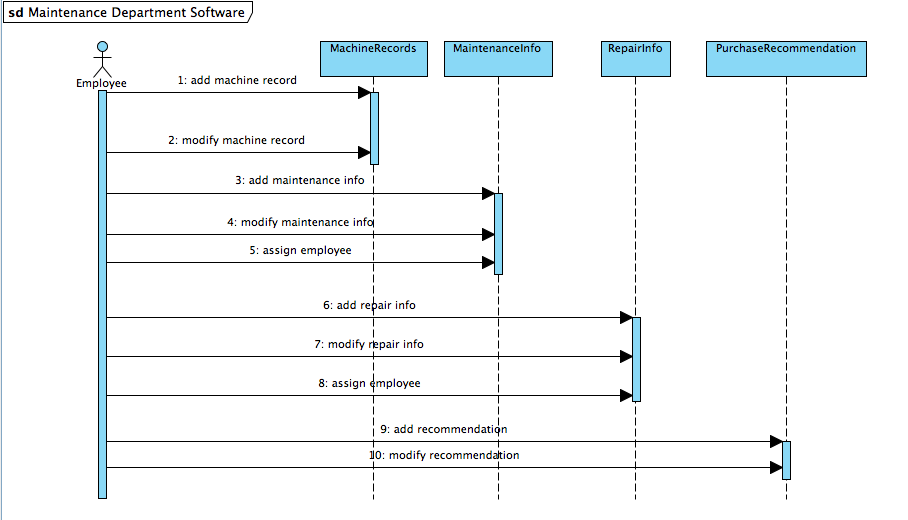 sd Maintenance Department Software
MachineRecords
MaintenanceInfo
RepairInfo
PurchaseRecommendation
Employee
1: add machine record
2: modify machine record
3: add maintenance info
4: modify maintenance info
5: assign employee
6: add repair info
7: modify repair info
8: assign employee
9: add recommendation
10: modify recommendation